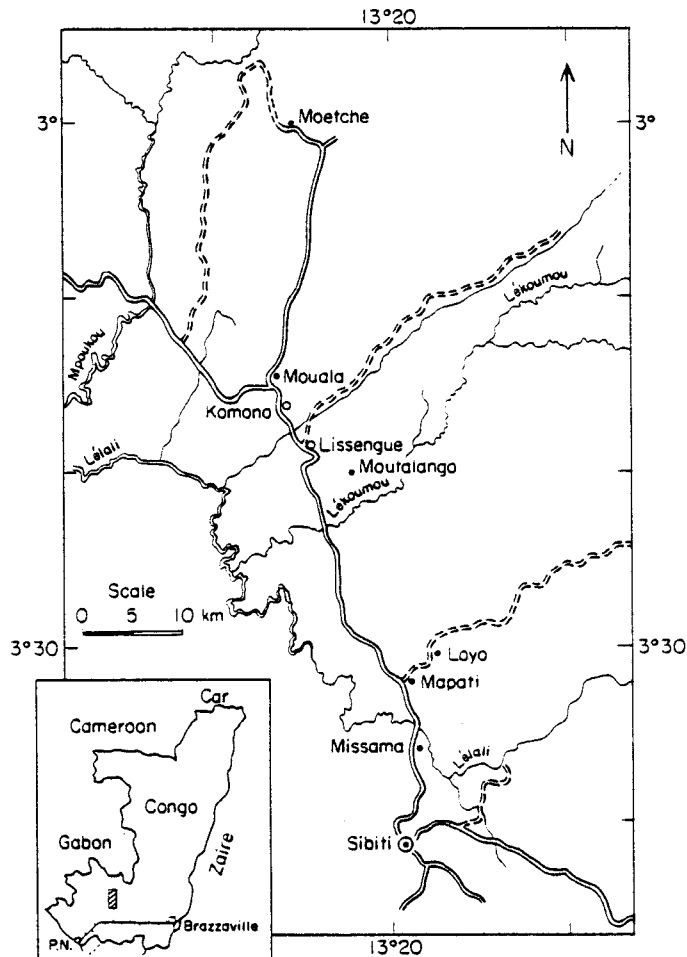 13°20
3°
Moetche
3°
N
Lékoumou
Mpoukou
Mouala
Komono
Lissengue
Lélali
Moutalango
Lékoumou
Scale
0 5 10 km
3°30
3°30
Loyo
Mapati
Car
Cameroon
Missama
Lélali
Congo
Zaire
Gabon
Sibiti
Brazzaville
P.N.
13°20